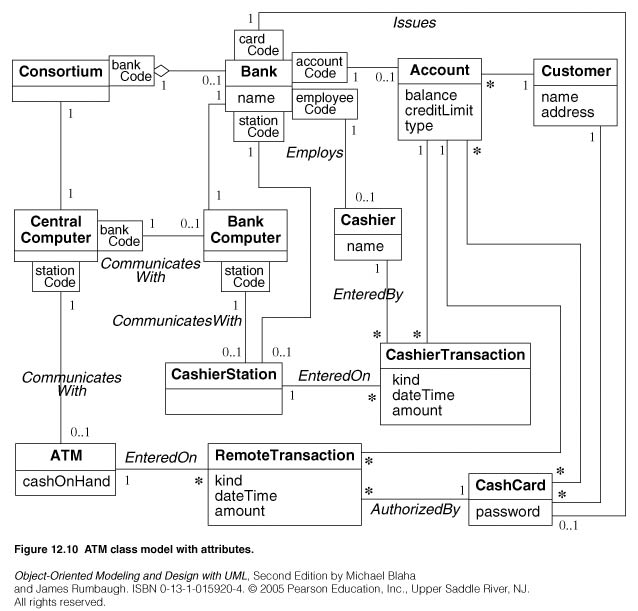 1
Issues
card
Code
bank
Code
account
Code
Consortium
1
0..1
Bank
name
1
0..1
Account
balance
creditLimit
type
*
1
Customer
name
address
employee
Code
station
Code
1
1
1
1
Employs
1
1
*
1
1
1
0..1
Central
Computer
bank
Code
1
0..1
Bank
Computer
Cashier
name
station
Code
Communicates
With
station
Code
1
1
1
EnteredBy
CommunicatesWith
*
*
0..1
0..1
CashierStation
EnteredOn
1
*
CashierTransaction
kind
dateTime
amount
Communicates
With
0..1
ATM
cashOnHand
EnteredOn
1
*
RemoteTransaction
kind
dateTime
amount
*
*
1
AuthorizedBy
*
*
CashCard
password
0..1
Figure 12.10 ATM class model with attributes.
Object-Oriented Modeling and Design with UML, Second Edition by Michael Blaha
and James Rumbaugh. ISBN 0-13-1-015920-4. © 2005 Pearson Education, Inc., Upper Saddle River, NJ.
All rights reserved.